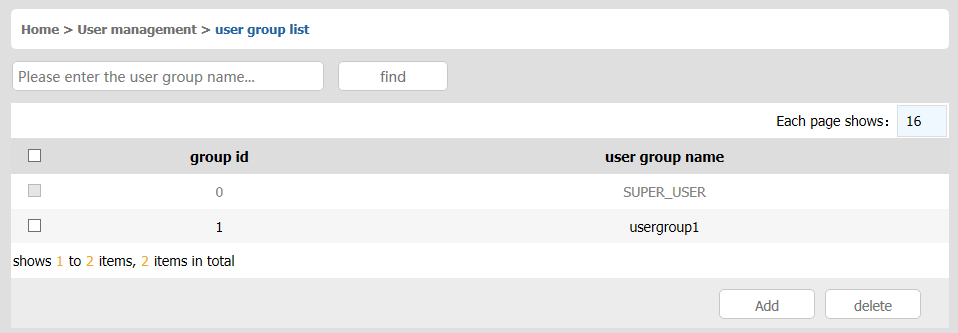 Home > User management > user group list
Please enter the user group name... find
Each page shows： 16
group id user group name
0 SUPER_USER
1 usergroup1
shows 1 to 2 items, 2 items in total
Add delete